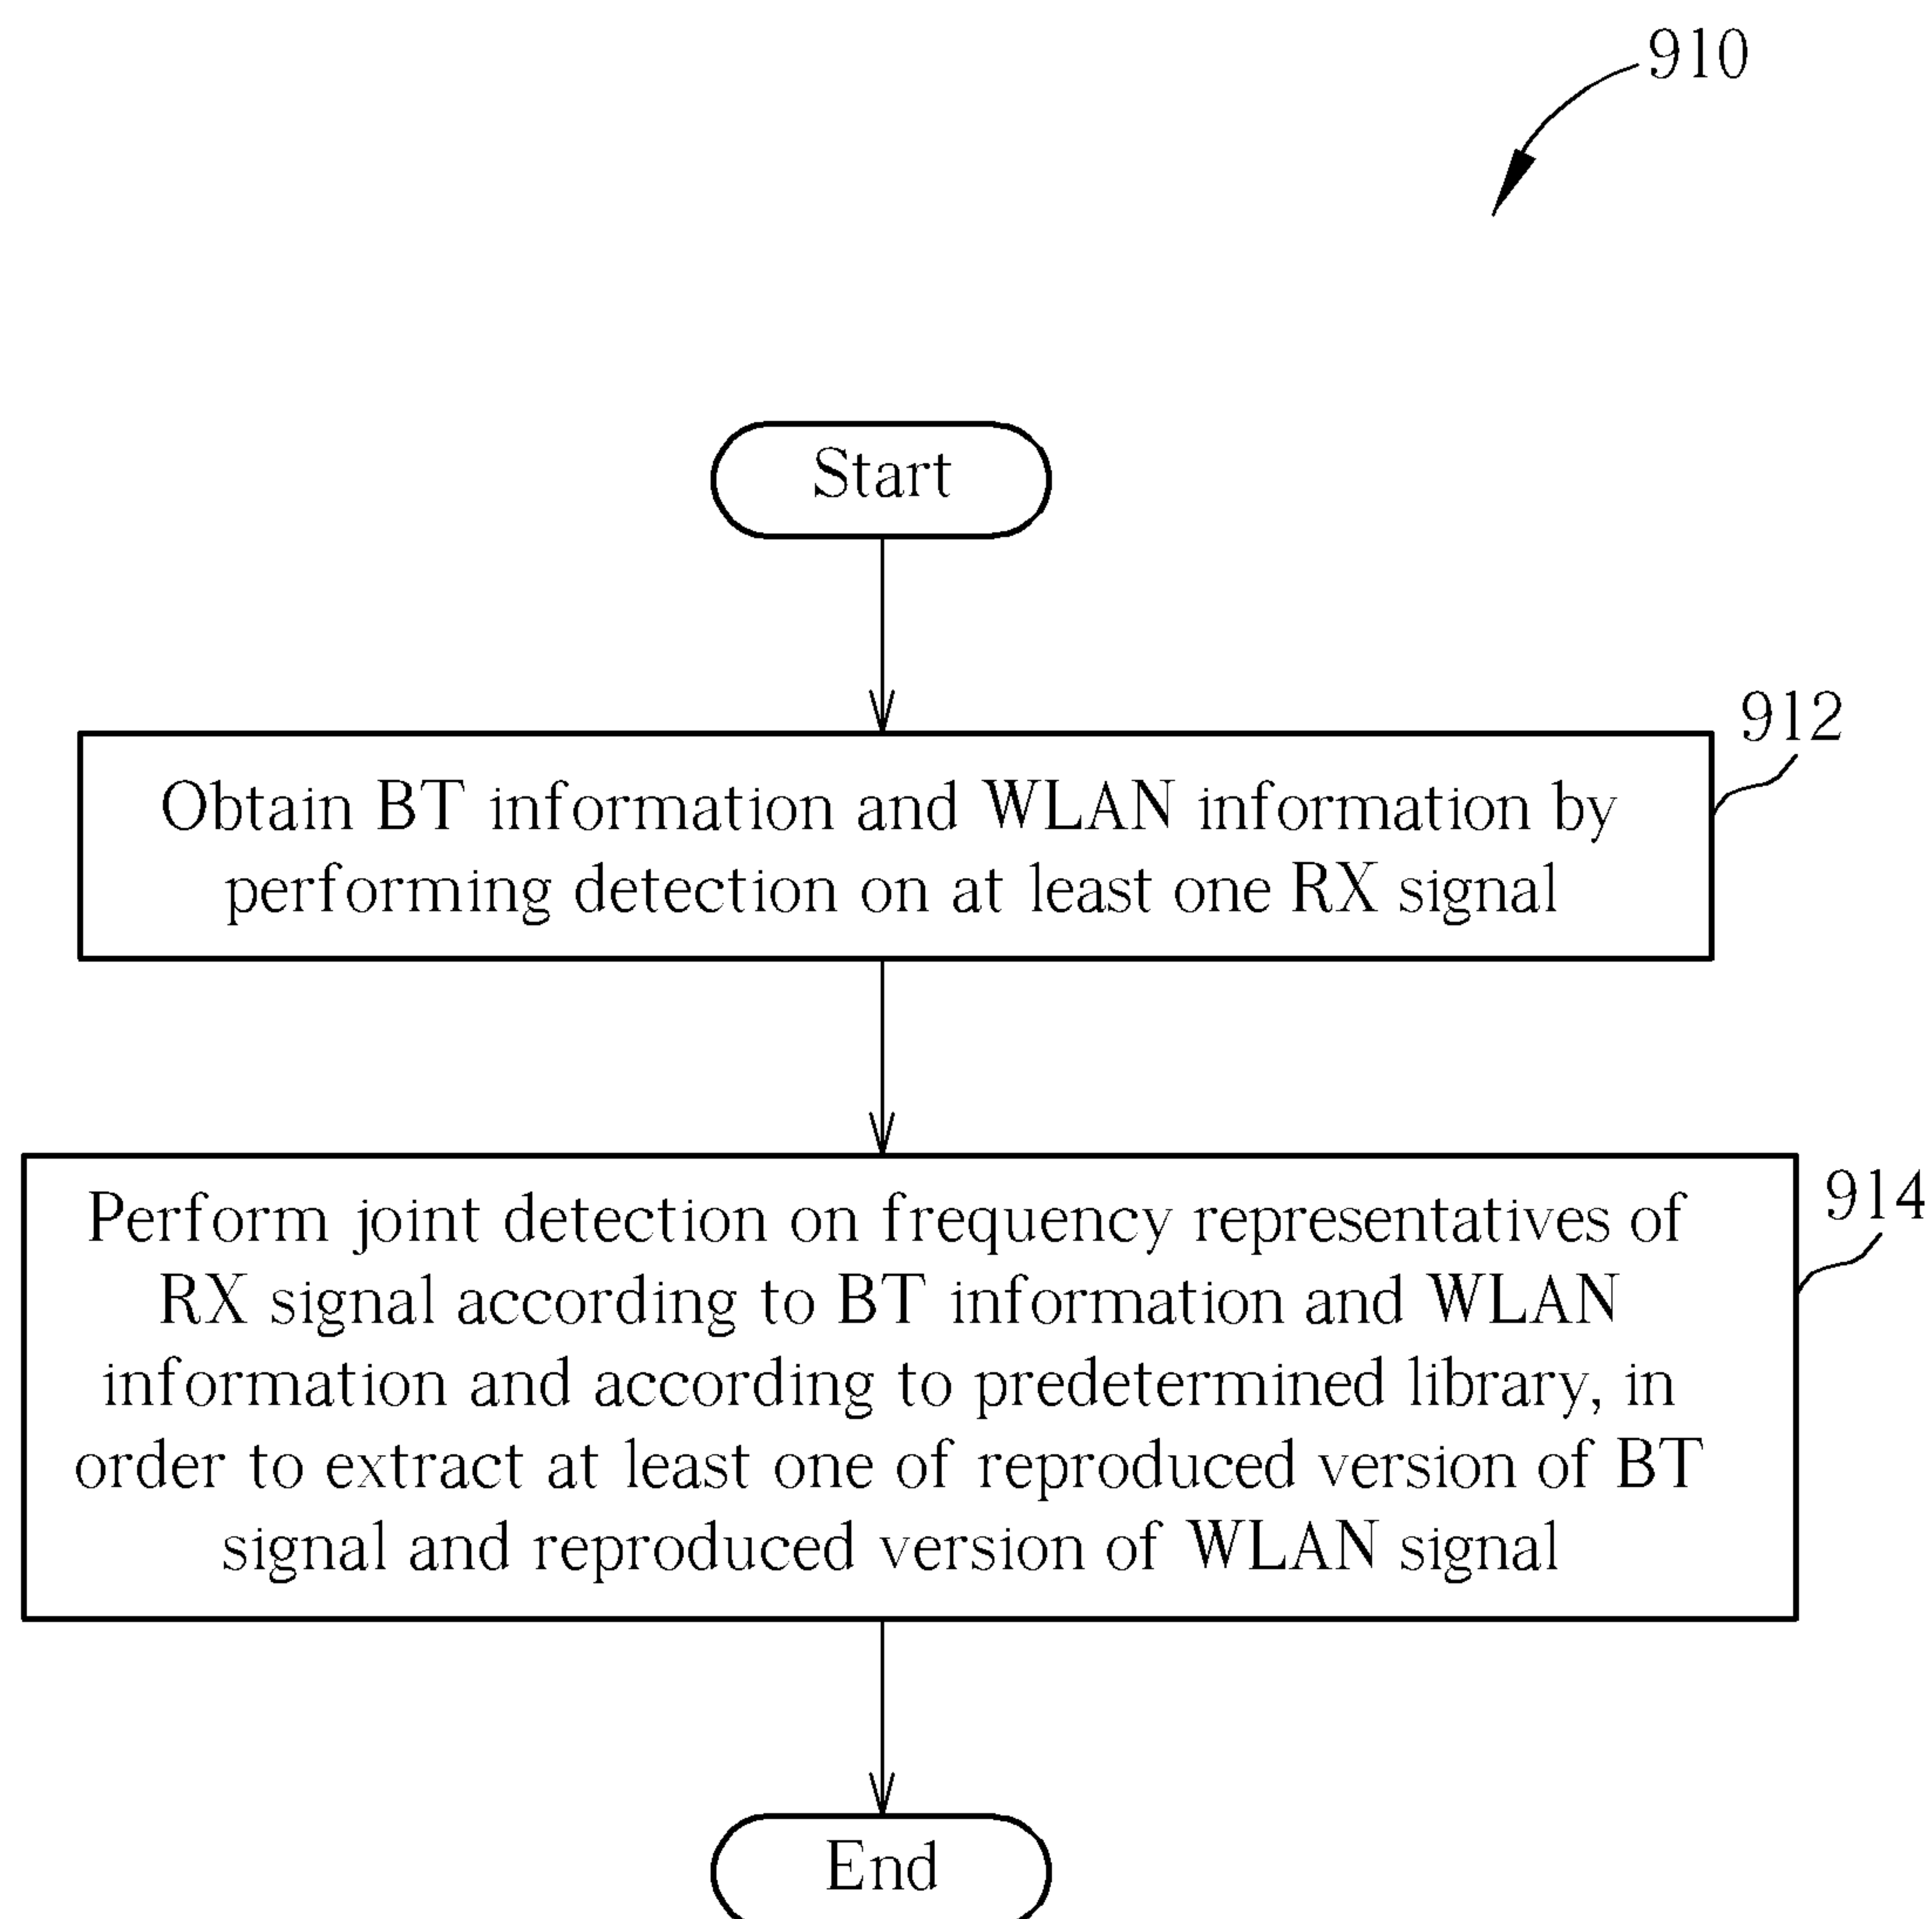 910
Start
912
Obtain BT information and WLAN information by
performing detection on at least one RX signal
914
Perform joint detection on frequency representatives of
RX signal according to BT information and WLAN
information and according to predetermined library, in
order to extract at least one of reproduced version of BT
signal and reproduced version of WLAN signal
End